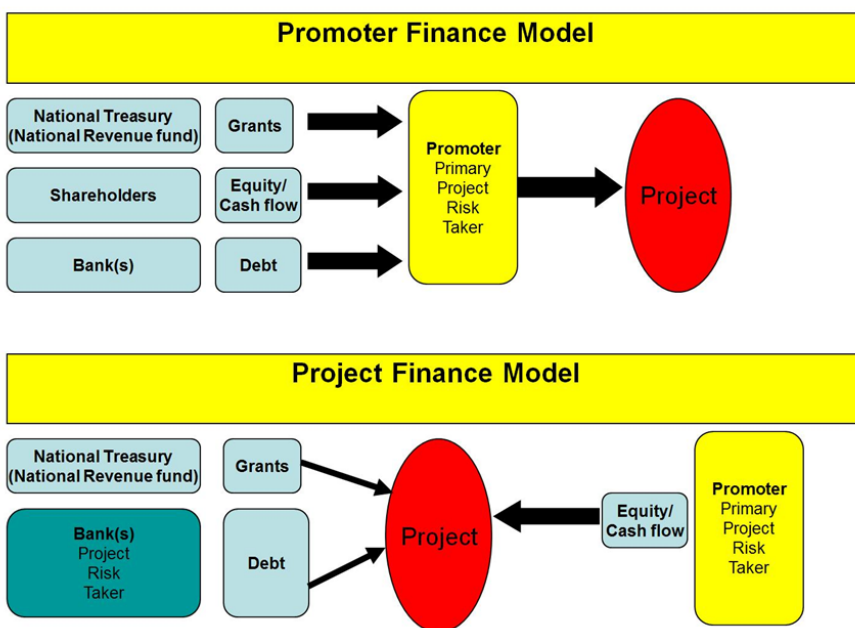 Promoter Finance Model
National Treasury
(National Revenue fund)
Grants
Shareholders
Equity/
Cash flow
Bank(s)
Debt
Promoter
Primary
Project
Risk
Taker
Project
Project Finance Model
National Treasury
(National Revenue fund)
Grants
Bank(s)
Project
Risk
Taker
Debt
Project
Equity/
Cash flow
Promoter
Primary
Project
Risk
Taker